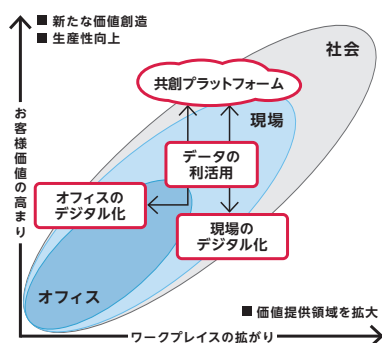 ■ 新たな価値創造
■ 生産性向上
社会
共創プラットフォーム
現場
データの
利活用
オフィスの
デジタル化
現場の
デジタル化
オフィス
お客様価値の高まり
■ 価値提供領域を拡大
ワークプレイスの拡がり